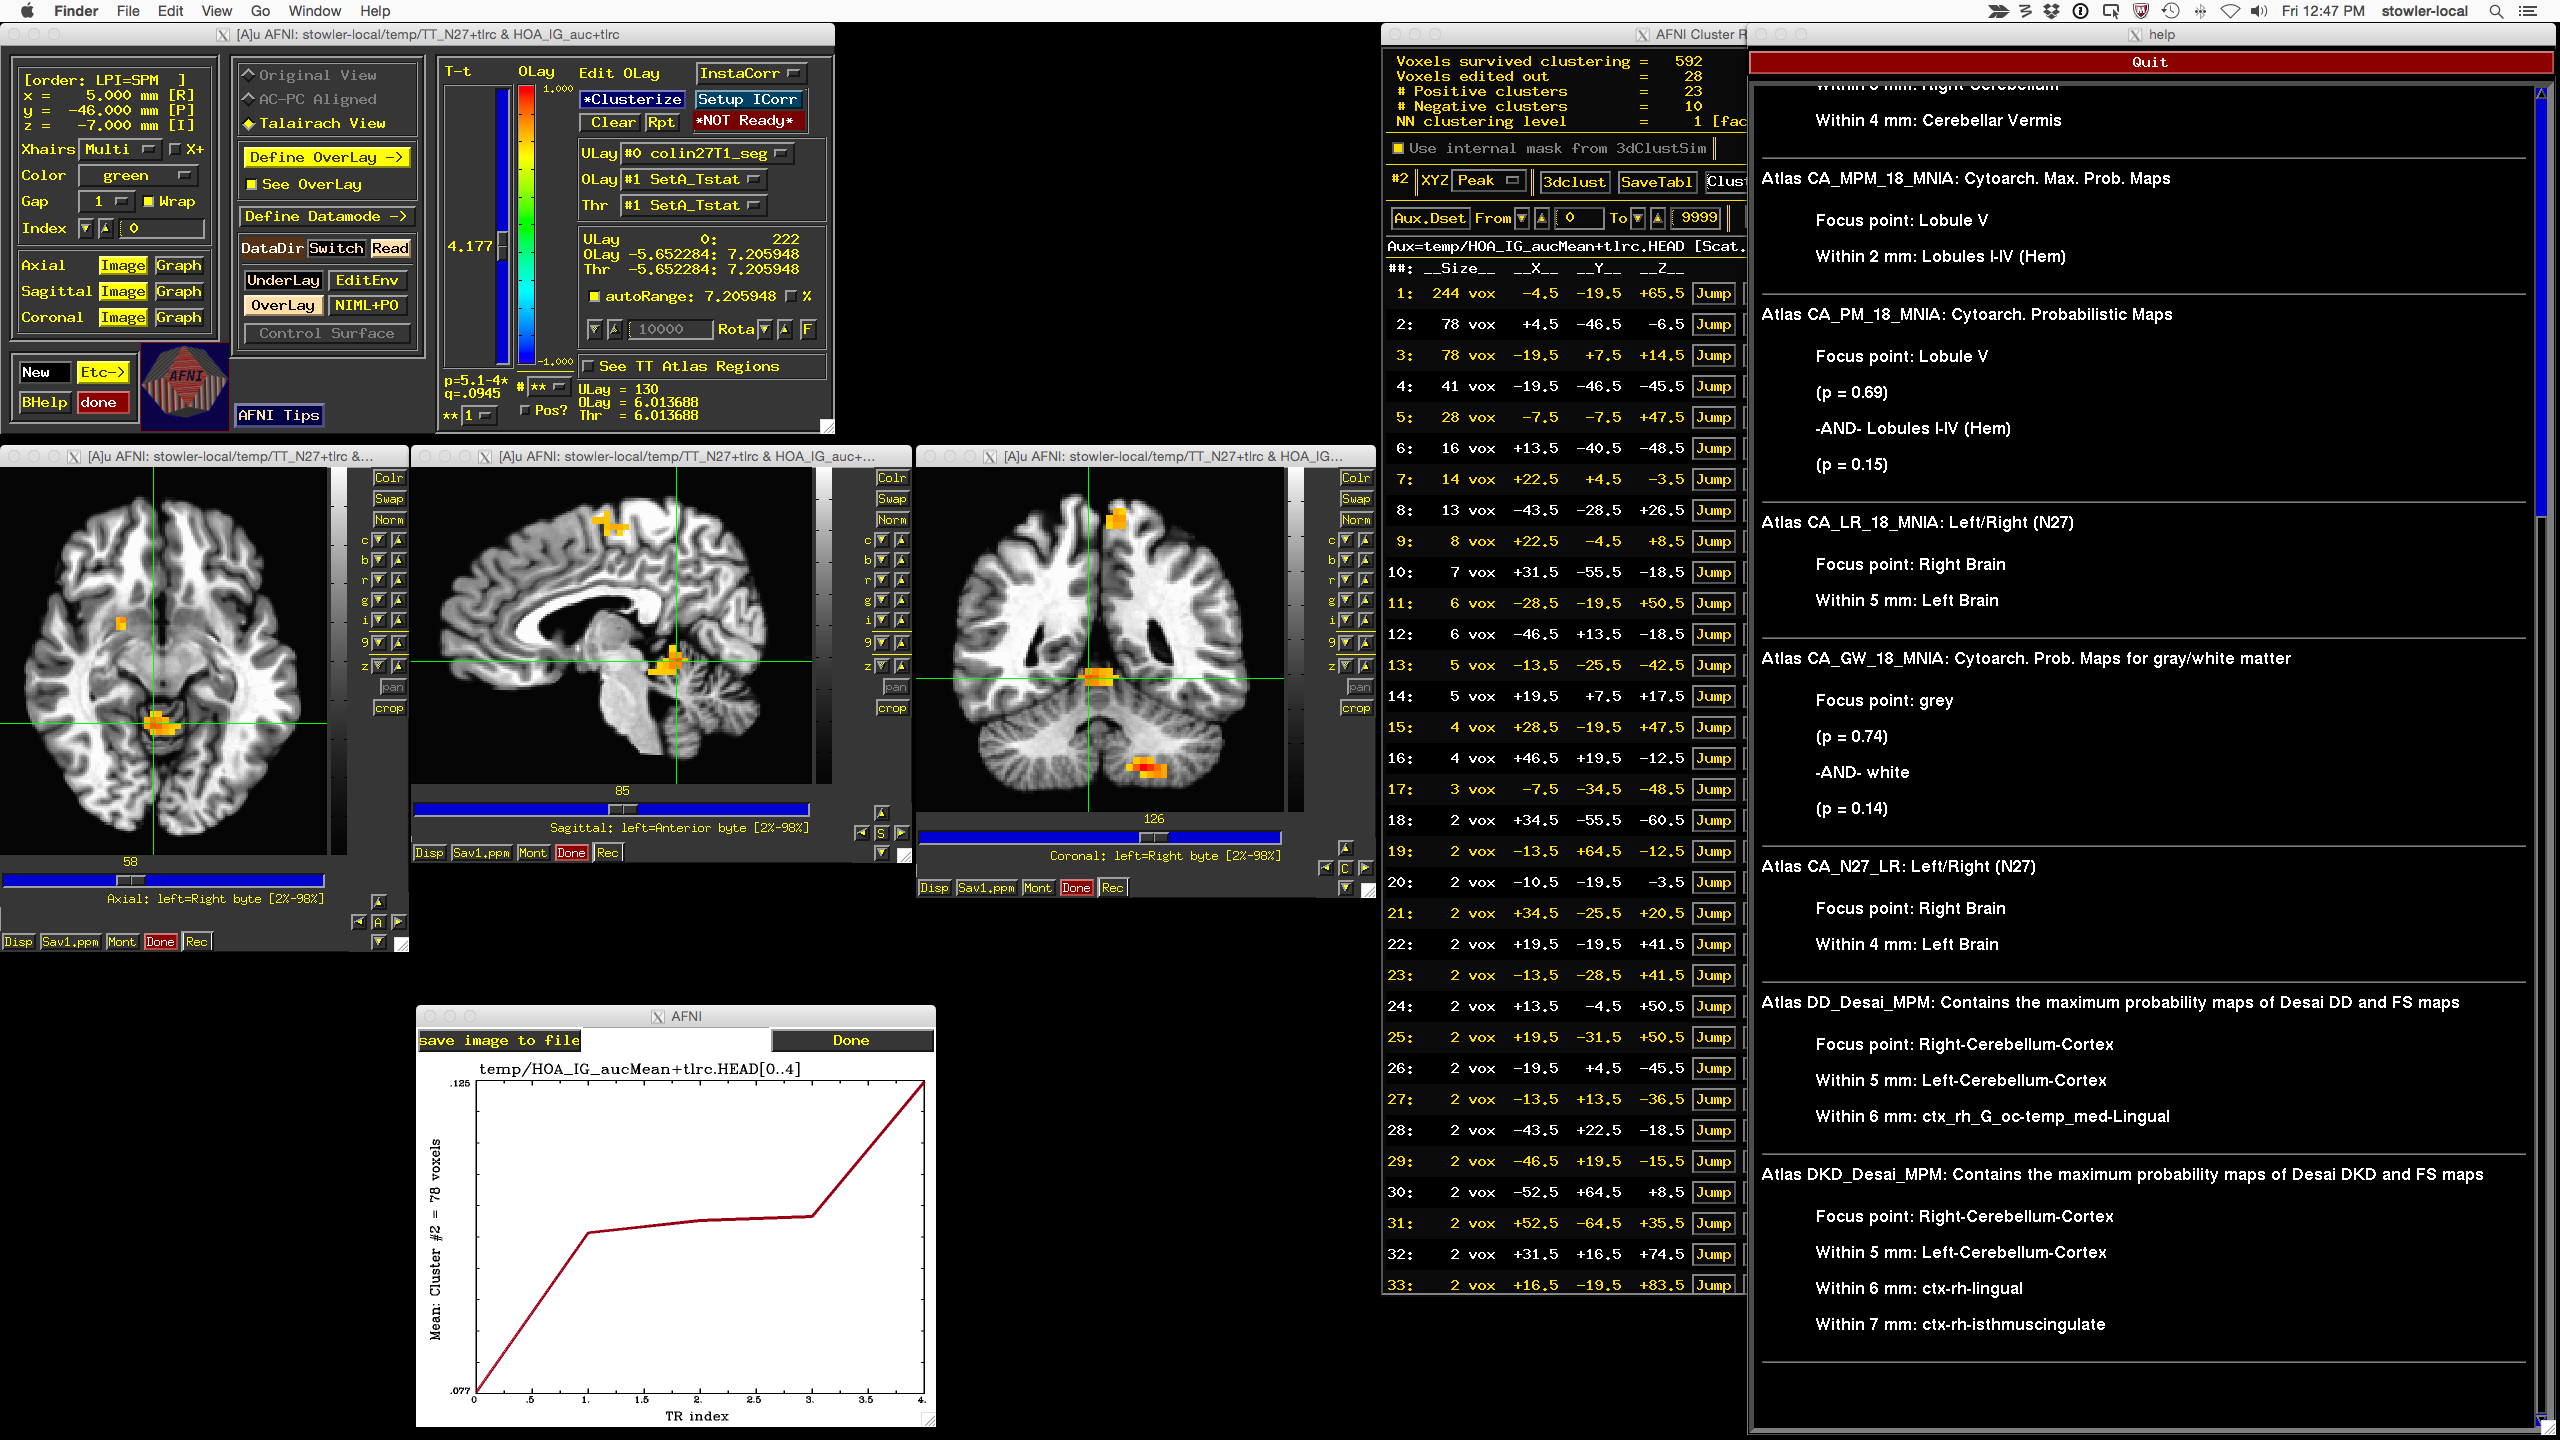 Finder File Edit View Go Window Help
Fri 12:47 PM stowler-local
[A]u AFNI: stowler-local/temp/TT_N27+tlrc & HOA_IG_auc+tlrc
[order: LPI=SPM ]
x = 5.000 mm [R]
y = -46.000 mm [P]
z = -7.000 mm [I]
Xhairs Multi X+
Color green
Gap 1 Wrap
Index 0
Axial Image Graph
Sagittal Image Graph
Coronal Image Graph
New Etc->
BHelp done
AFNI
Original View
AC-PC Aligned
Talairach View
Define OverLay ->
See OverLay
Define Datamode ->
DataDir Switch Read
UnderLay EditEnv
OverLay NIML+PO
Control Surface
AFNI Tips
T-t OLay
1.000
4.177
-1.000
p=5.1-4*
q=.0945
# **
** 1
Pos?
Edit OLay InstaCorr
*Clusterize Setup ICorr
Clear Rpt *NOT Ready*
ULay #0 colin27T1_seg
OLay #1 SetA_Tstat
Thr #1 SetA_Tstat
ULay 0: 222
OLay -5.652284: 7.205948
Thr -5.652284: 7.205948
autoRange: 7.205948 %
10000 Rota F
See TT Atlas Regions
ULay = 130
OLay = 6.013688
Thr = 6.013688
[A]u AFNI: stowler-local/temp/TT_N27+tlrc &...
Colr
Swap
Norm
c
b
r
g
i
9
z
pan
crop
58
Axial: left=Right byte [2%-98%]
A
Disp Sav1.ppm Mont Done Rec
[A]u AFNI: stowler-local/temp/TT_N27+tlrc & HOA_IG_auc+...
Colr
Swap
Norm
c
b
r
g
i
9
z
pan
crop
85
Sagittal: left=Anterior byte [2%-98%]
S
Disp Sav1.ppm Mont Done Rec
[A]u AFNI: stowler-local/temp/TT_N27+tlrc & HOA_IG...
Colr
Swap
Norm
c
b
r
g
i
9
z
pan
crop
126
Coronal: left=Right byte [2%-98%]
C
Disp Sav1.ppm Mont Done Rec
AFNI
save image to file Done
temp/HOA_IG_aucMean+tlrc.HEAD[0..4]
.125
Mean: Cluster #2 = 78 voxels
.077
0 .5 1. 1.5 2. 2.5 3. 3.5 4.
TR index
AFNI Cluster R
Voxels survived clustering = 592
Voxels edited out = 28
# Positive clusters = 23
# Negative clusters = 10
NN clustering level = 1 [fac
Use internal mask from 3dClustSim
#2 XYZ Peak 3dclust SaveTabl Clust
Aux.Dset From 0 To 9999
Aux=temp/HOA_IG_aucMean+tlrc.HEAD [Scat.
##: __Size__ __X__ __Y__ __Z__
1: 244 vox -4.5 -19.5 +65.5 Jump
2: 78 vox +4.5 -46.5 -6.5 Jump
3: 78 vox -19.5 +7.5 +14.5 Jump
4: 41 vox -19.5 -46.5 -45.5 Jump
5: 28 vox -7.5 -7.5 +47.5 Jump
6: 16 vox +13.5 -40.5 -48.5 Jump
7: 14 vox +22.5 +4.5 -3.5 Jump
8: 13 vox -43.5 -28.5 +26.5 Jump
9: 8 vox +22.5 -4.5 +8.5 Jump
10: 7 vox +31.5 -55.5 -18.5 Jump
11: 6 vox -28.5 -19.5 +50.5 Jump
12: 6 vox -46.5 +13.5 -18.5 Jump
13: 5 vox -13.5 -25.5 -42.5 Jump
14: 5 vox +19.5 +7.5 +17.5 Jump
15: 4 vox +28.5 -19.5 +47.5 Jump
16: 4 vox +46.5 +19.5 -12.5 Jump
17: 3 vox -7.5 -34.5 -48.5 Jump
18: 2 vox +34.5 -55.5 -60.5 Jump
19: 2 vox -13.5 +64.5 -12.5 Jump
20: 2 vox -10.5 -19.5 -3.5 Jump
21: 2 vox +34.5 -25.5 +20.5 Jump
22: 2 vox +19.5 -19.5 +41.5 Jump
23: 2 vox -13.5 -28.5 +41.5 Jump
24: 2 vox +13.5 -4.5 +50.5 Jump
25: 2 vox +19.5 -31.5 +50.5 Jump
26: 2 vox -19.5 +4.5 -45.5 Jump
27: 2 vox -13.5 +13.5 -36.5 Jump
28: 2 vox -43.5 +22.5 -18.5 Jump
29: 2 vox -46.5 +19.5 -15.5 Jump
30: 2 vox -52.5 +64.5 +8.5 Jump
31: 2 vox +52.5 -64.5 +35.5 Jump
32: 2 vox +31.5 +16.5 +74.5 Jump
33: 2 vox +16.5 -19.5 +83.5 Jump
help
Quit
Within 3 mm: Right Cerebellum
Within 4 mm: Cerebellar Vermis
Atlas CA_MPM_18_MNIA: Cytoarch. Max. Prob. Maps
Focus point: Lobule V
Within 2 mm: Lobules I-IV (Hem)
Atlas CA_PM_18_MNIA: Cytoarch. Probabilistic Maps
Focus point: Lobule V
(p = 0.69)
-AND- Lobules I-IV (Hem)
(p = 0.15)
Atlas CA_LR_18_MNIA: Left/Right (N27)
Focus point: Right Brain
Within 5 mm: Left Brain
Atlas CA_GW_18_MNIA: Cytoarch. Prob. Maps for gray/white matter
Focus point: grey
(p = 0.74)
-AND- white
(p = 0.14)
Atlas CA_N27_LR: Left/Right (N27)
Focus point: Right Brain
Within 4 mm: Left Brain
Atlas DD_Desai_MPM: Contains the maximum probability maps of Desai DD and FS maps
Focus point: Right-Cerebellum-Cortex
Within 5 mm: Left-Cerebellum-Cortex
Within 6 mm: ctx_rh_G_oc-temp_med-Lingual
Atlas DKD_Desai_MPM: Contains the maximum probability maps of Desai DKD and FS maps
Focus point: Right-Cerebellum-Cortex
Within 5 mm: Left-Cerebellum-Cortex
Within 6 mm: ctx-rh-lingual
Within 7 mm: ctx-rh-isthmuscingulate